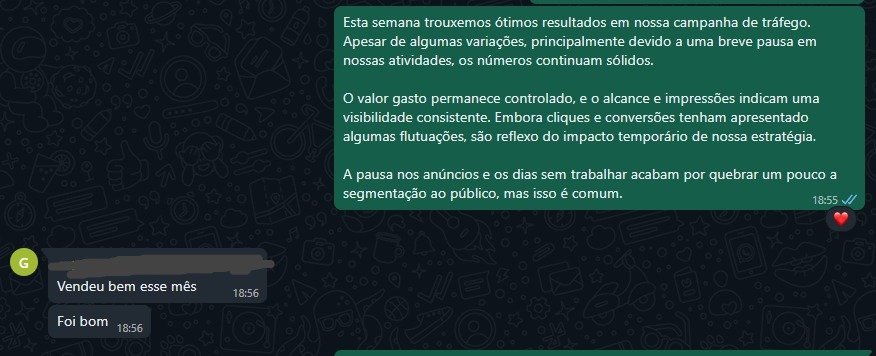 Esta semana trouxemos ótimos resultados em nossa campanha de tráfego.
Apesar de algumas variações, principalmente devido a uma breve pausa em
nossas atividades, os números continuam sólidos.
O valor gasto permanece controlado, e o alcance e impressões indicam uma
visibilidade consistente. Embora cliques e conversões tenham apresentado
algumas flutuações, são reflexo do impacto temporário de nossa estratégia.
A pausa nos anúncios e os dias sem trabalhar acabam por quebrar um pouco a
segmentação ao público, mas isso é comum.
18:55
G
Vendeu bem esse mês
18:56
Foi bom
18:56